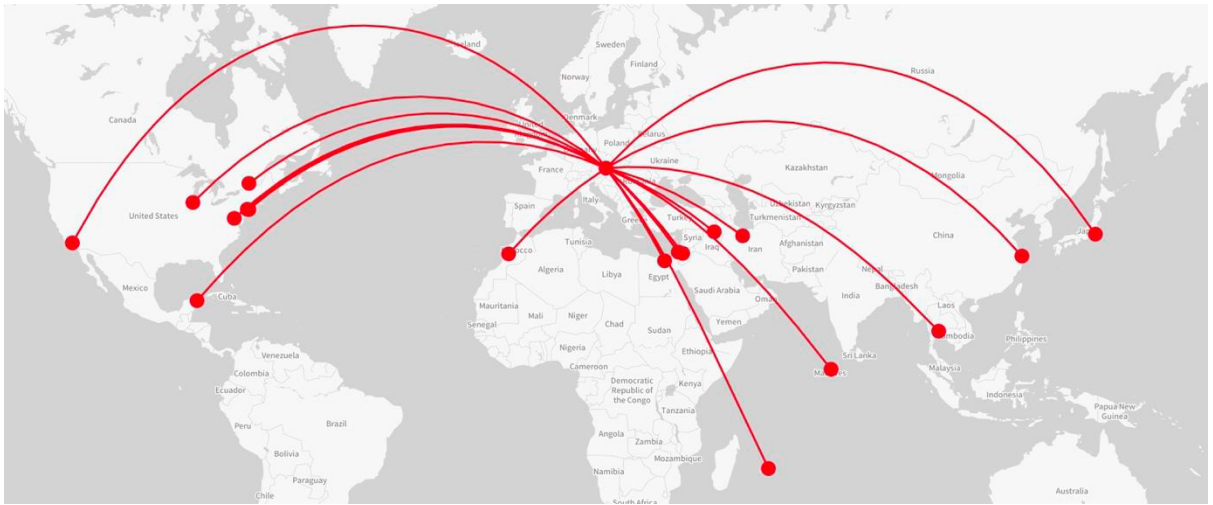 Iceland
Sweden
Finland
Norway
Russia
Canada
Denmark
United
Poland
Belarus
Ukraine
Kazakhstan
Mongolia
France
Italy
Spain
Greece
Turkey
Uzbekistan
Kyrgyzstan
Turkmenistan
United States
China
Japan
Tunisia
Syria
Iraq
Iran
Afghanistan
Morocco
Algeria
Libya
Egypt
Pakistan
Nepal
Bangladesh
Mexico
Cuba
Saudi Arabia
Oman
India
Laos
Mauritania
Mali
Niger
Chad
Sudan
Yemen
Senegal
Cambodia
Philippines
Nigeria
Ethiopia
Cameroon
Venezuela
Sri Lanka
Colombia
Maldives
Malaysia
Ecuador
Democratic
Republic of
the Congo
Kenya
Indonesia
Tanzania
Papua New
Guinea
Peru
Brazil
Angola
Zambia
Bolivia
Mozambique
Namibia
Paraguay
Australia
Chile
South Africa